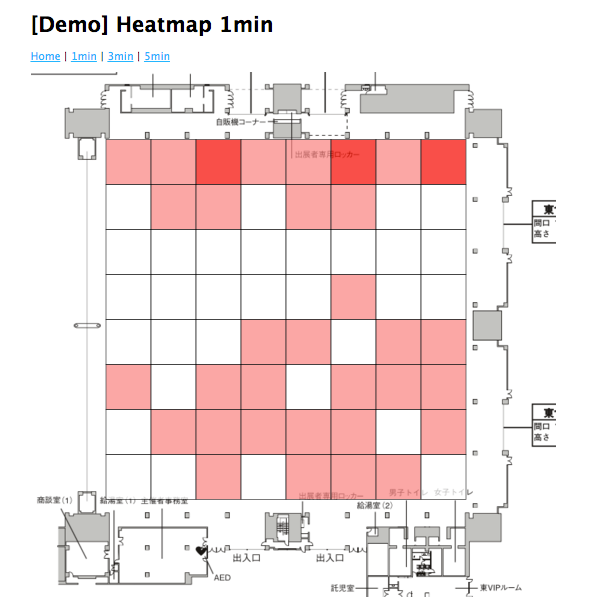 [Demo] Heatmap 1min
Home | 1min | 3min | 5min
自販機コーナー
出展者専用ロッカー
東
間口
高さ
東
間口
高さ
出展者専用ロッカー
男子トイレ 女子トイレ
商談室(1) 給湯室(1) 主催者事務室
給湯室(2)
出入口 出入口
AED
託児室
東VIPルーム